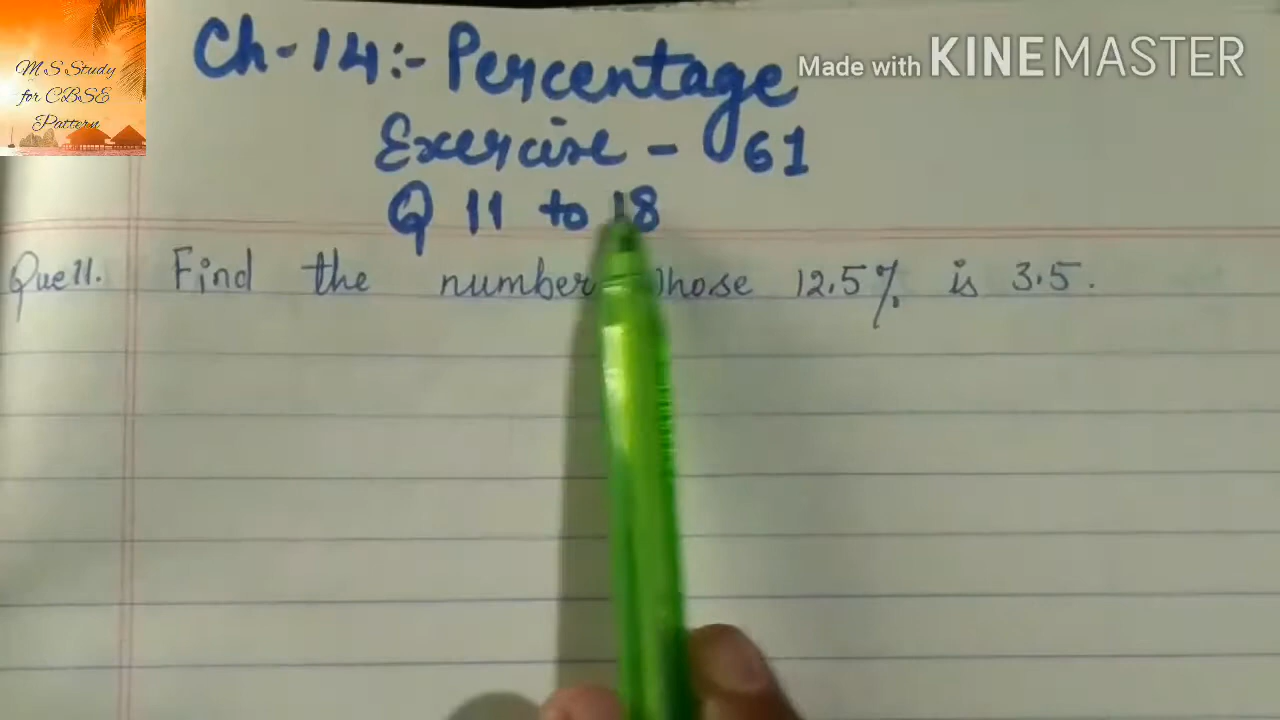 M S Study
for CBSE
Pattern
Made with KINEMASTER
Ch-14:- Percentage
Exercise - 61
Q 11 to 18
Que11. Find the number whose 12.5% is 3.5.